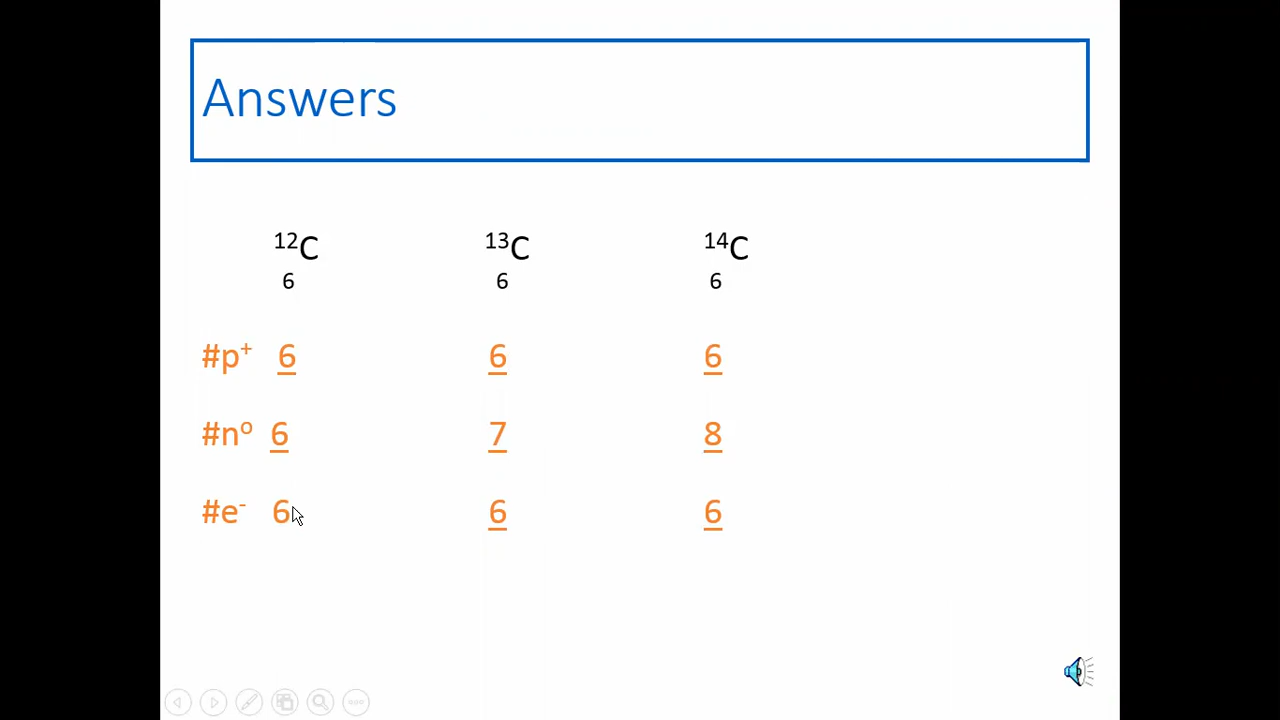 Answers
¹²C ¹³C ¹⁴C
6 6 6
#p⁺ 6 6 6
#nº 6 7 8
#e⁻ 6 6 6